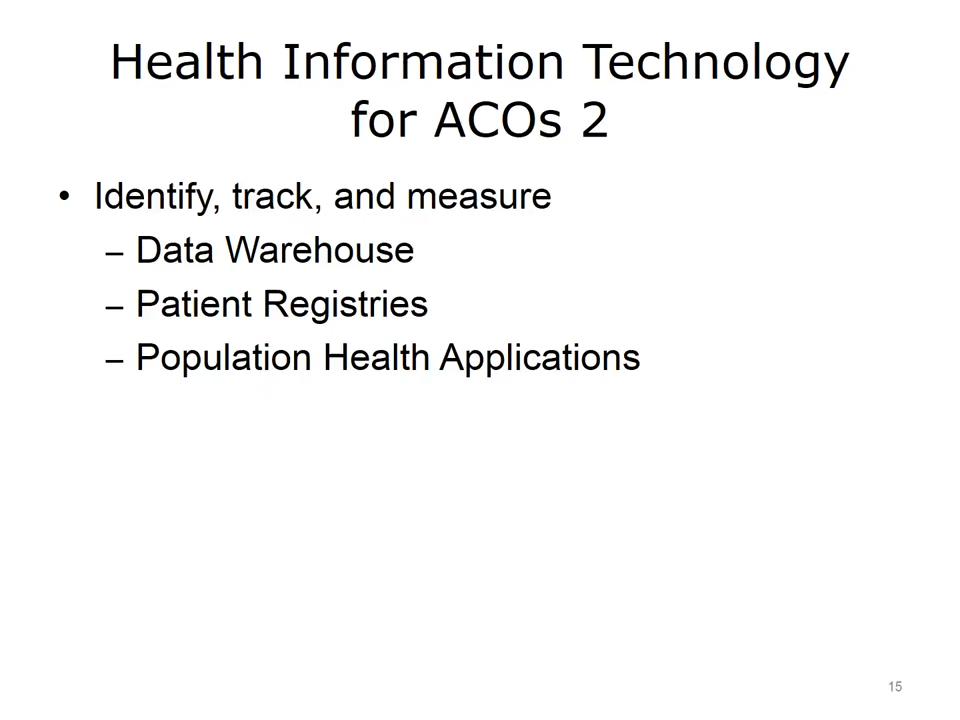 Health Information Technology
for ACOs 2
• Identify, track, and measure
– Data Warehouse
– Patient Registries
– Population Health Applications
15